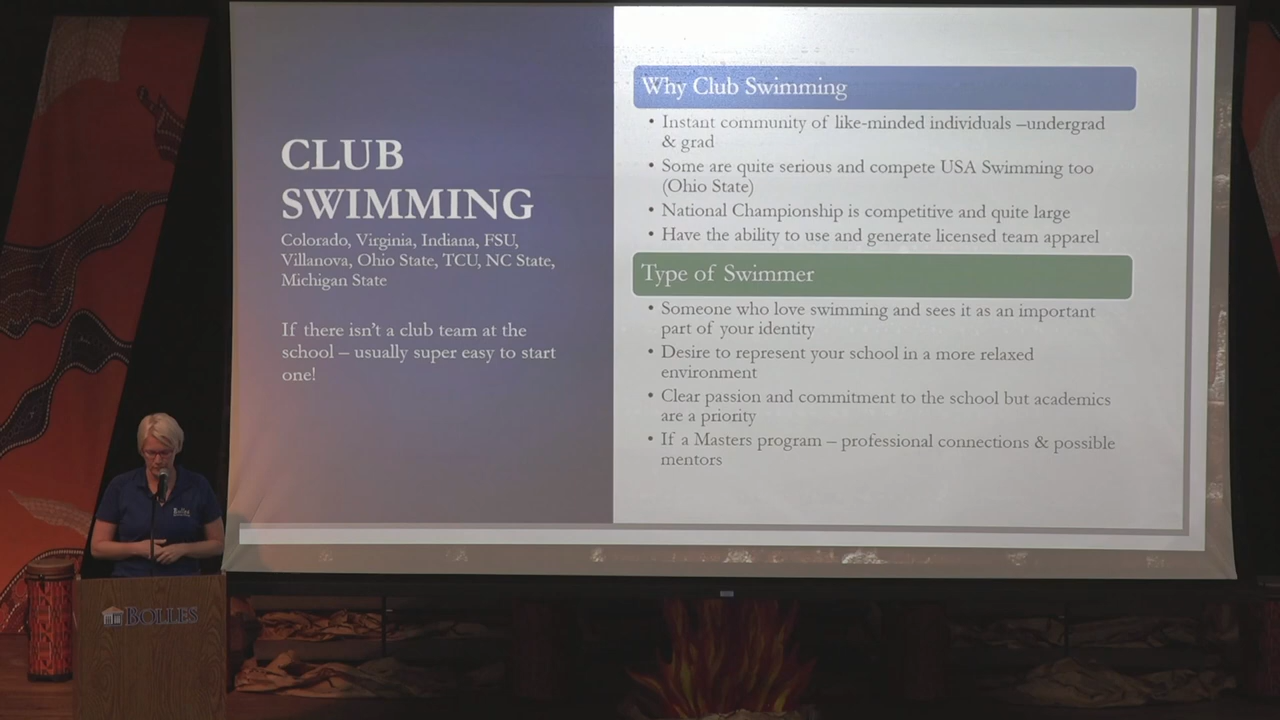 CLUB
SWIMMING
Colorado, Virginia, Indiana, FSU,
Villanova, Ohio State, TCU, NC State,
Michigan State
If there isn't a club team at the
school – usually super easy to start
one!
Why Club Swimming
• Instant community of like-minded individuals –undergrad
& grad
• Some are quite serious and compete USA Swimming too
(Ohio State)
• National Championship is competitive and quite large
• Have the ability to use and generate licensed team apparel
Type of Swimmer
• Someone who love swimming and sees it as an important
part of your identity
• Desire to represent your school in a more relaxed
environment
• Clear passion and commitment to the school but academics
are a priority
• If a Masters program – professional connections & possible
mentors
BOLLES